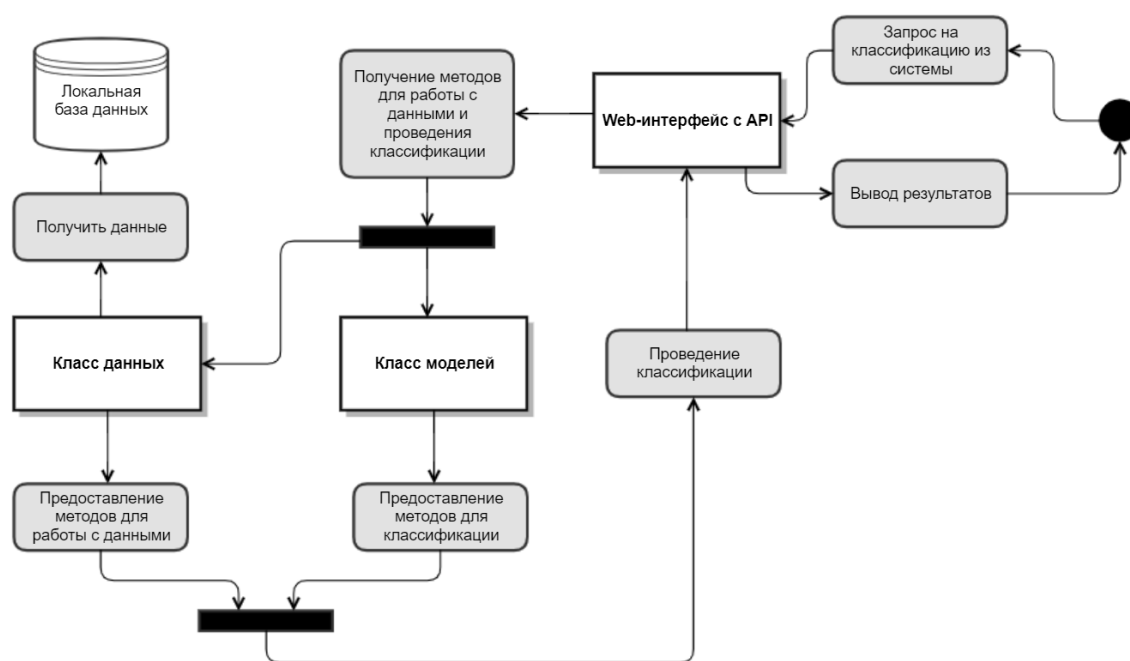 Запрос на
классификацию из
системы
Получение методов
для работы с
данными и
проведения
классификации
Локальная
база данных
Web-интерфейс с API
Вывод результатов
Получить данные
Класс данных
Класс моделей
Проведение
классификации
Предоставление
методов для
работы с данными
Предоставление
методов для
классификации